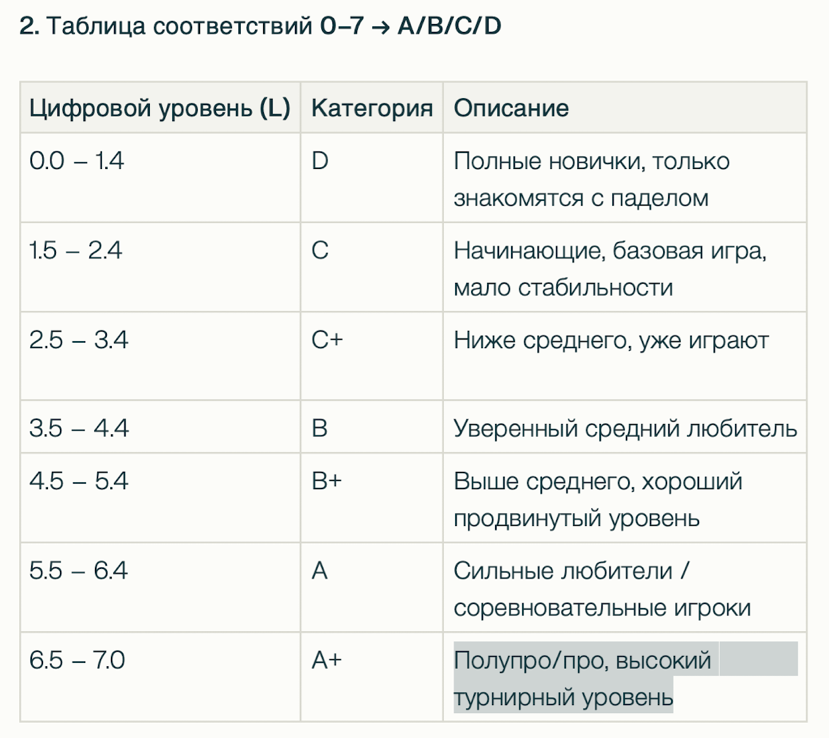 2. Таблица соответствий 0–7 → A/B/C/D
Цифровой уровень (L) Категория Описание
0.0 – 1.4 D Полные новички, только
знакомятся с паделом
1.5 – 2.4 C Начинающие, базовая игра,
мало стабильности
2.5 – 3.4 C+ Ниже среднего, уже играют
3.5 – 4.4 B Уверенный средний любитель
4.5 – 5.4 B+ Выше среднего, хороший
продвинутый уровень
5.5 – 6.4 A Сильные любители /
соревновательные игроки
6.5 – 7.0 A+ Полупро/про, высокий
турнирный уровень